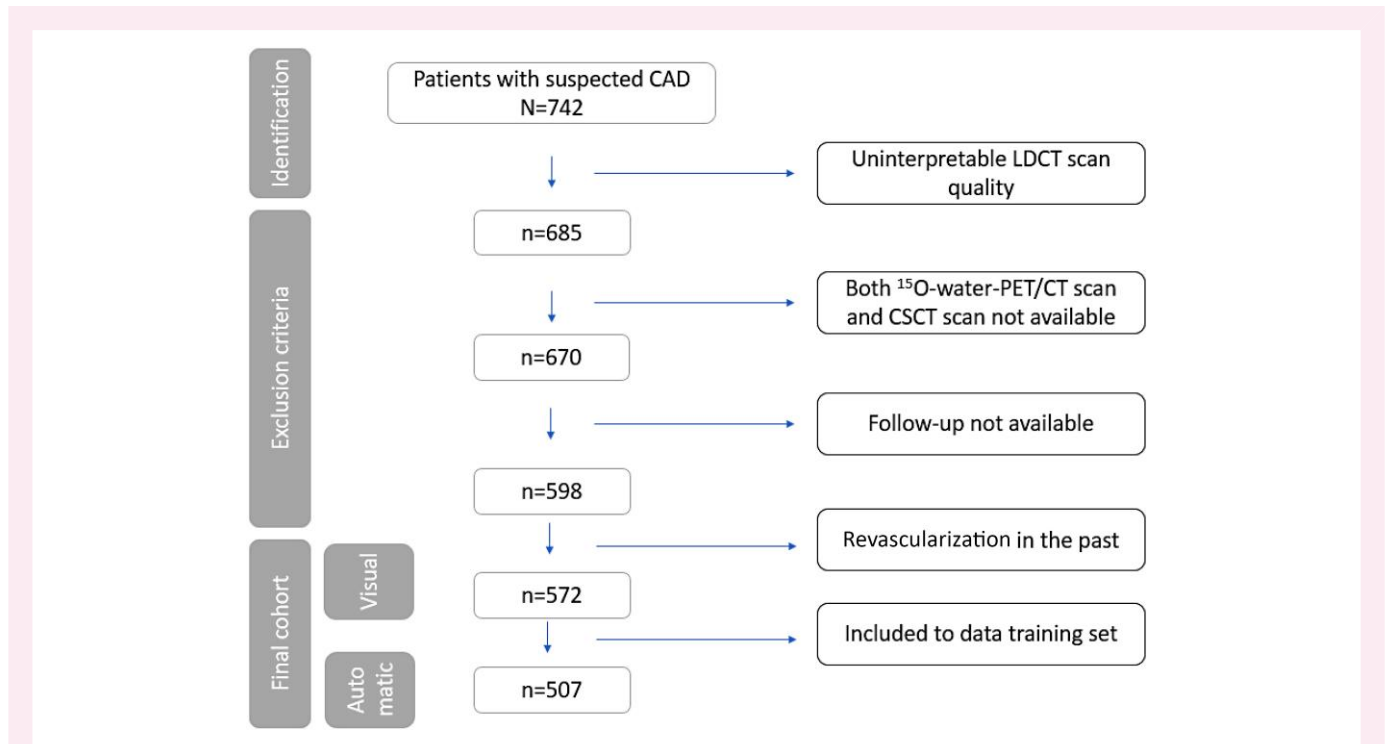 Identification
Patients with suspected CAD
N=742
Uninterpretable LDCT scan
quality
Exclusion criteria
n=685
Both ¹⁵O-water-PET/CT scan
and CSCT scan not available
n=670
Follow-up not available
n=598
Revascularization in the past
Final cohort
Visual
n=572
Included to data training set
Auto
matic
n=507